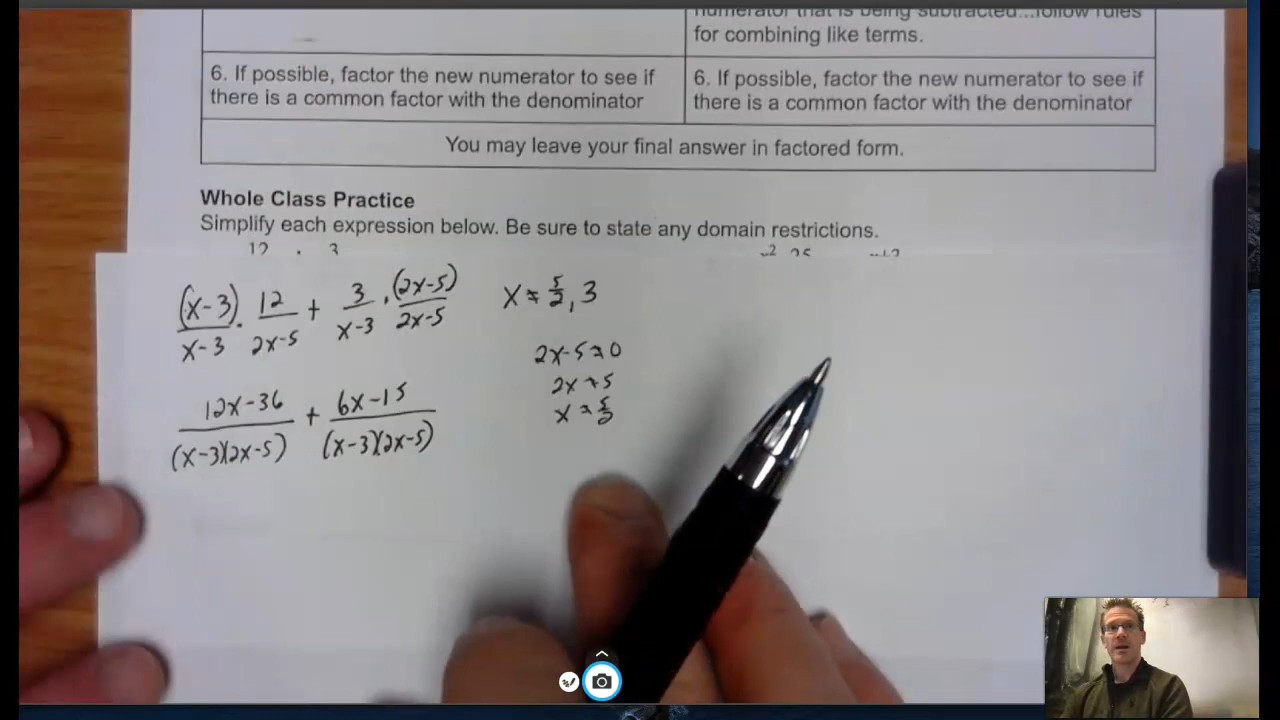 numerator that is being subtracted...follow rules
for combining like terms.
6. If possible, factor the new numerator to see if
there is a common factor with the denominator
6. If possible, factor the new numerator to see if
there is a common factor with the denominator
You may leave your final answer in factored form.
Whole Class Practice
Simplify each expression below. Be sure to state any domain restrictions.
12 3
(x-3)/(x-3) · 12/(2x-5) + 3/(x-3) · (2x-5)/(2x-5)
x ≠ 5/2, 3
2x-5≠0
2x≠5
x≠5/2
(12x-36)/((x-3)(2x-5)) + (6x-15)/((x-3)(2x-5))